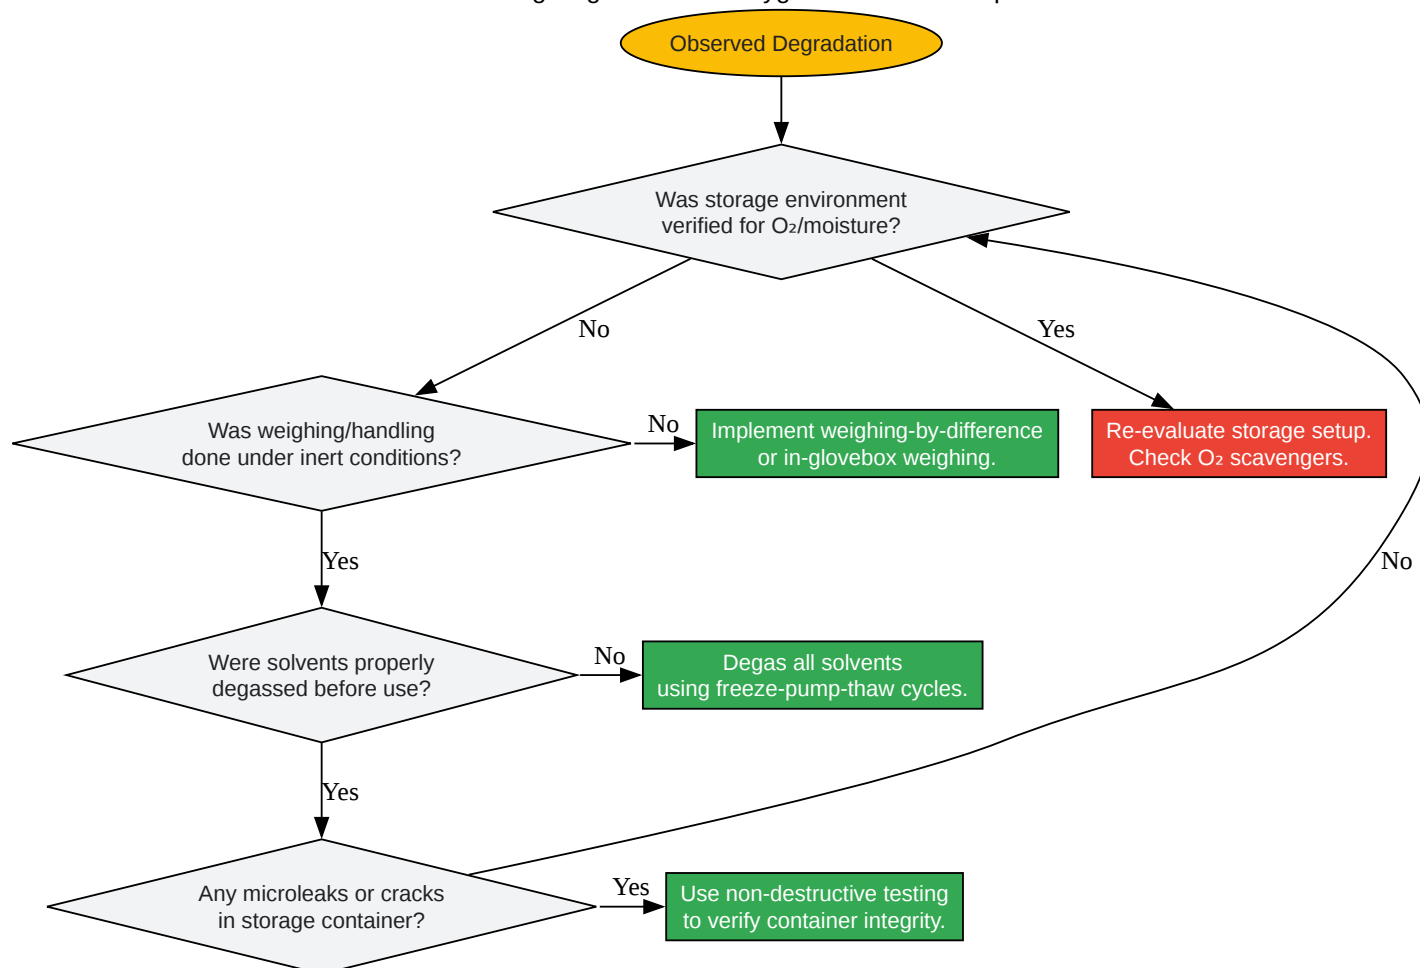 Observed Degradation
Was storage environment
verified for O₂/moisture?
No
Yes
Was weighing/handling
done under inert conditions?
No
Implement weighing-by-difference
or in-glovebox weighing.
Re-evaluate storage setup.
Check O₂ scavengers.
Yes
No
Were solvents properly
degassed before use?
No
Degas all solvents
using freeze-pump-thaw cycles.
Yes
Any microleaks or cracks
in storage container?
Yes
Use non-destructive testing
to verify container integrity.